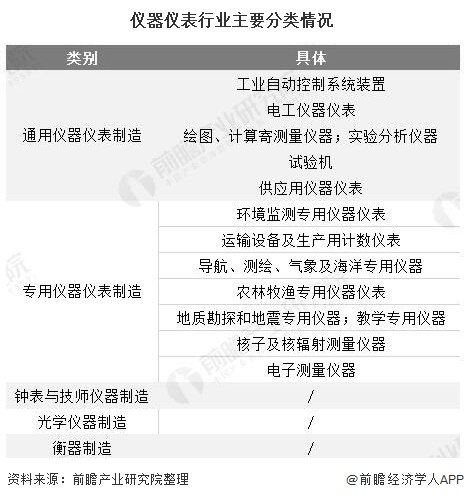 仪器仪表行业主要分类情况
类别 具体
通用仪器仪表制造
工业自动控制系统装置
电工仪器仪表
绘图、计算寄测量仪器；实验分析仪器
试验机
供应用仪器仪表
专用仪器仪表制造
环境监测专用仪器仪表
运输设备及生产用计数仪表
导航、测绘、气象及海洋专用仪器
农林牧渔专用仪器仪表
地质勘探和地震专用仪器；教学专用仪器
核子及核辐射测量仪器
电子测量仪器
钟表与技师仪器制造 /
光学仪器制造 /
衡器制造 /
资料来源：前瞻产业研究院整理 @前瞻经济学人APP